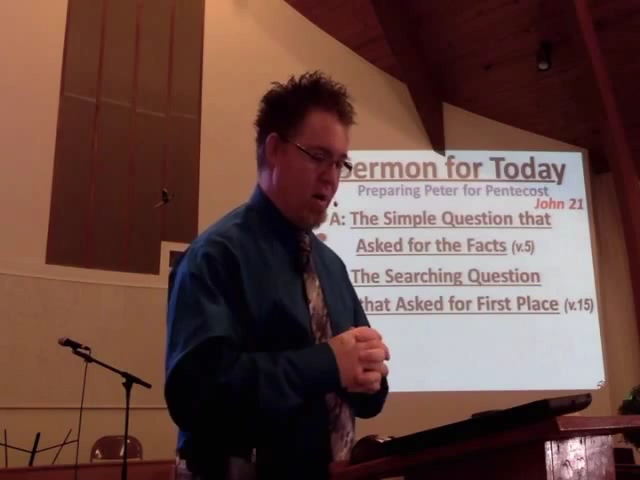 Sermon for Today
Preparing Peter for Pentecost
John 21
A: The Simple Question that
Asked for the Facts (v.5)
The Searching Question
that Asked for First Place (v.15)